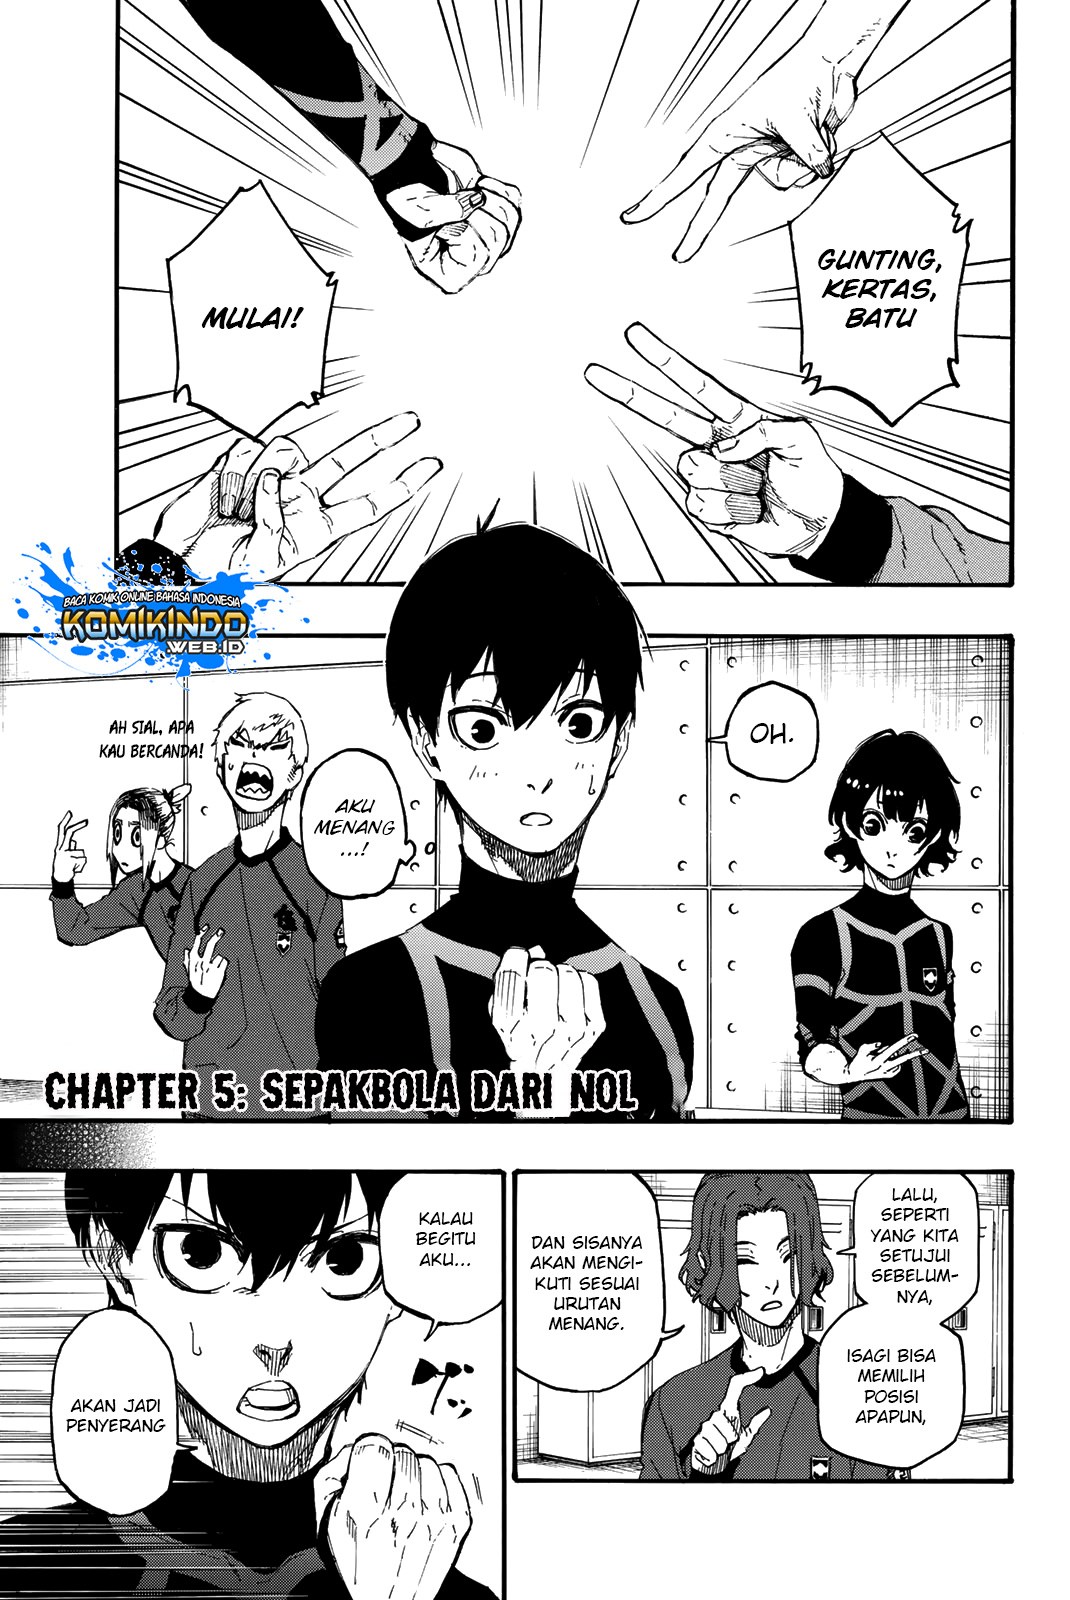 GUNTING,
KERTAS,
BATU
MULAI!
BACA KOMIK ONLINE BAHASA INDONESIA
KOMIKINDO
.WEB.ID
OH.
AKU
MENANG
...!
AH SIAL, APA
KAU BERCANDA!
CHAPTER 5: SEPAKBOLA DARI NOL
LALU,
SEPERTI
YANG KITA
SETUJUI
SEBELUM-
NYA,
ISAGI BISA
MEMILIH
POSISI
APAPUN,
DAN SISANYA
AKAN MENGI-
KUTI SESUAI
URUTAN
MENANG.
KALAU
BEGITU
AKU...
AKAN JADI
PENYERANG